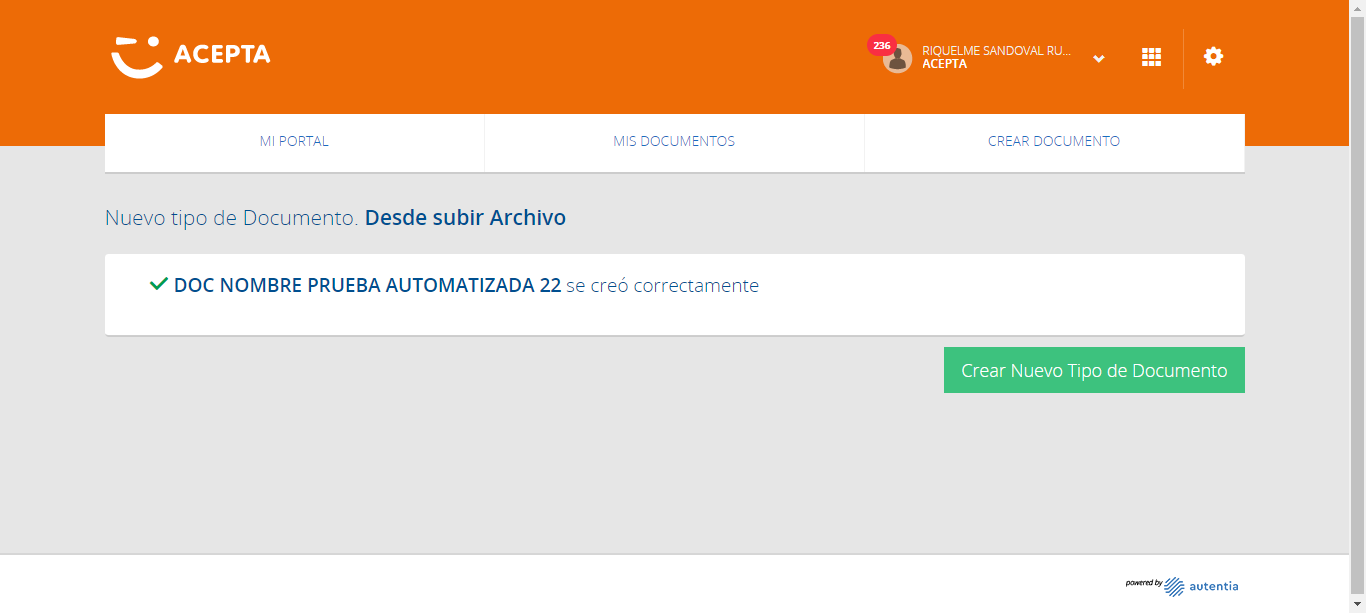 ACEPTA
236
RIQUELME SANDOVAL RU...
ACEPTA
MI PORTAL
MIS DOCUMENTOS
CREAR DOCUMENTO
Nuevo tipo de Documento. Desde subir Archivo
DOC NOMBRE PRUEBA AUTOMATIZADA 22 se creó correctamente
Crear Nuevo Tipo de Documento
powered by autentia